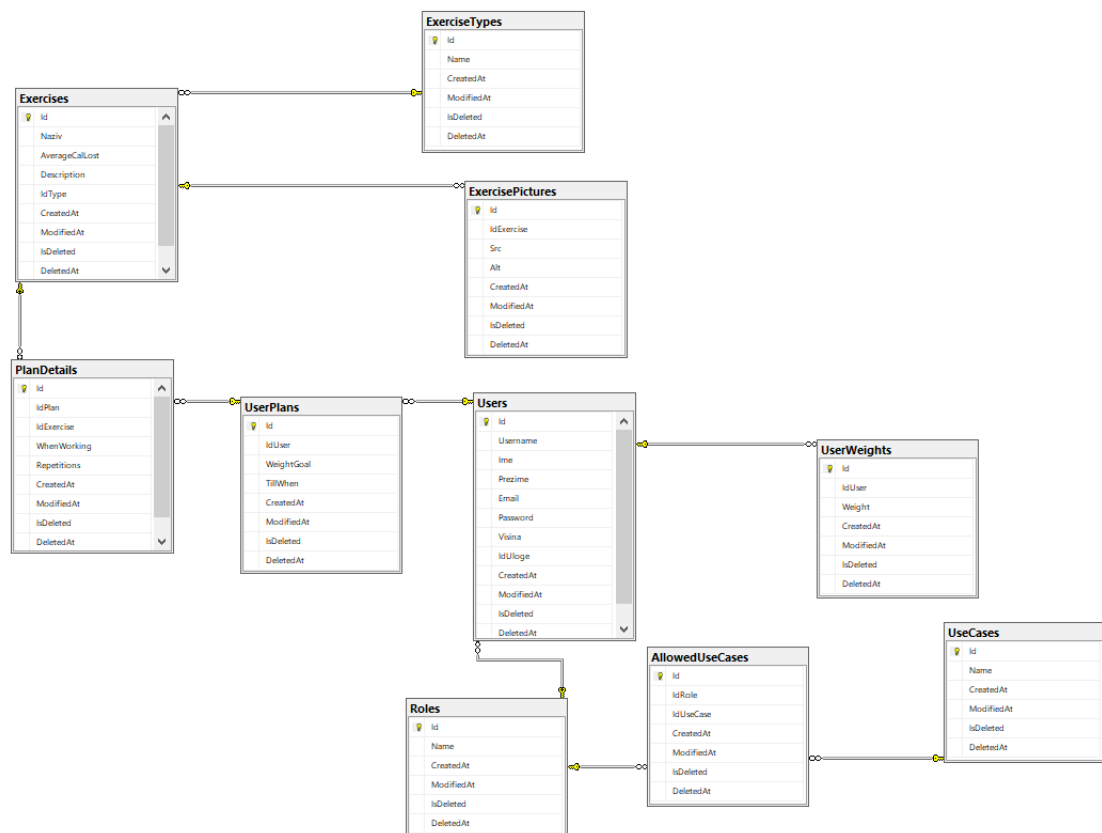 ExerciseTypes
Id
Name
CreatedAt
ModifiedAt
IsDeleted
DeletedAt
Exercises
Id
Naziv
AverageCalLost
Description
IdType
CreatedAt
ModifiedAt
IsDeleted
DeletedAt
ExercisePictures
Id
IdExercise
Src
Alt
CreatedAt
ModifiedAt
IsDeleted
DeletedAt
PlanDetails
Id
IdPlan
IdExercise
WhenWorking
Repetitions
CreatedAt
ModifiedAt
IsDeleted
DeletedAt
UserPlans
Id
IdUser
WeightGoal
TillWhen
CreatedAt
ModifiedAt
IsDeleted
DeletedAt
Users
Id
Username
Ime
Prezime
Email
Password
Visina
IdUloge
CreatedAt
ModifiedAt
IsDeleted
DeletedAt
UserWeights
Id
IdUser
Weight
CreatedAt
ModifiedAt
IsDeleted
DeletedAt
Roles
Id
Name
CreatedAt
ModifiedAt
IsDeleted
DeletedAt
AllowedUseCases
Id
IdRole
IdUseCase
CreatedAt
ModifiedAt
IsDeleted
DeletedAt
UseCases
Id
Name
CreatedAt
ModifiedAt
IsDeleted
DeletedAt